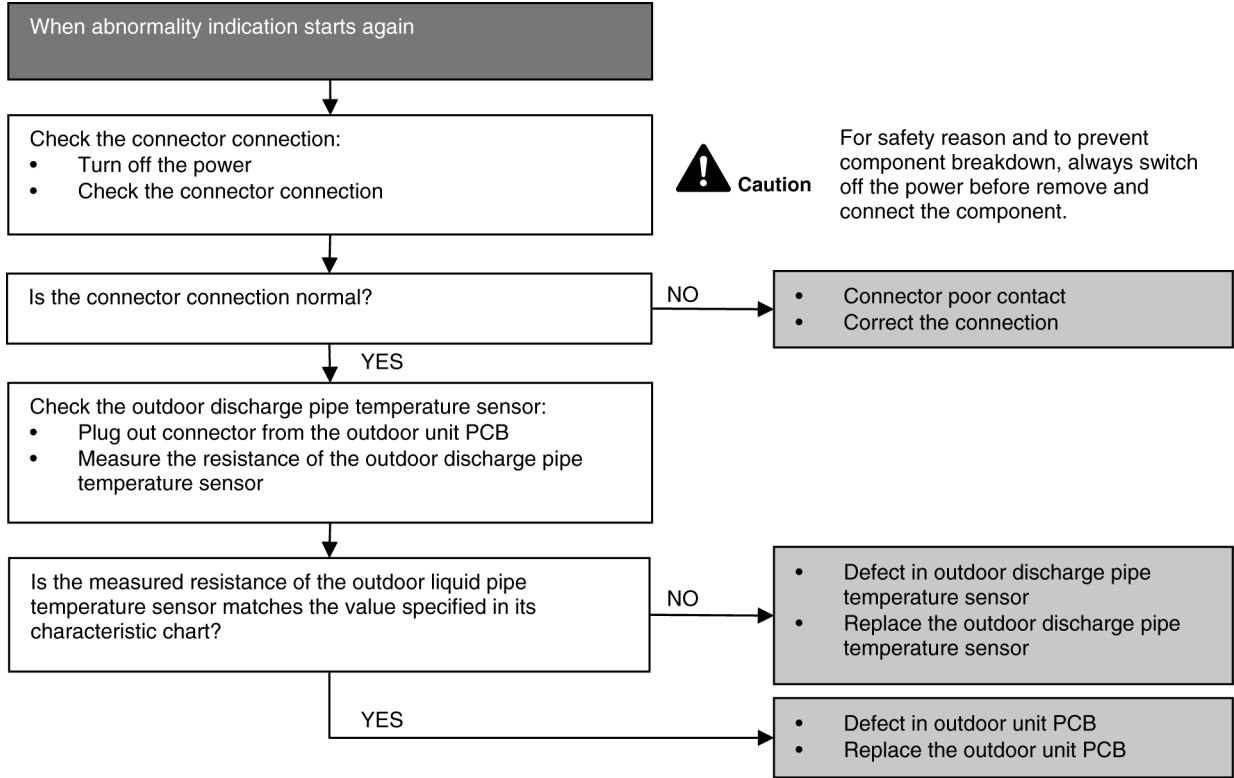 When abnormality indication starts again
Check the connector connection:
• Turn off the power
• Check the connector connection
Caution
For safety reason and to prevent
component breakdown, always switch
off the power before remove and
connect the component.
Is the connector connection normal?
NO
• Connector poor contact
• Correct the connection
YES
Check the outdoor discharge pipe temperature sensor:
• Plug out connector from the outdoor unit PCB
• Measure the resistance of the outdoor discharge pipe
temperature sensor
Is the measured resistance of the outdoor liquid pipe
temperature sensor matches the value specified in its
characteristic chart?
NO
• Defect in outdoor discharge pipe
temperature sensor
• Replace the outdoor discharge pipe
temperature sensor
YES
• Defect in outdoor unit PCB
• Replace the outdoor unit PCB